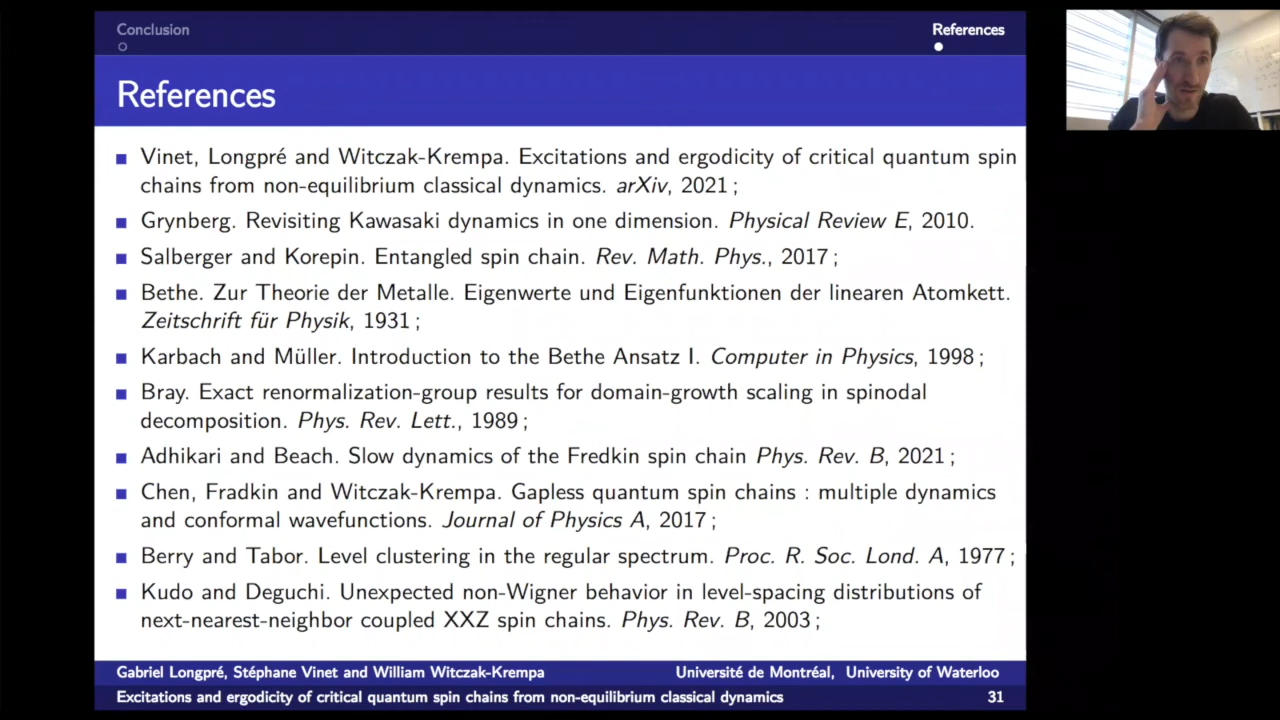 Conclusion
References
References
Vinet, Longpré and Witczak-Krempa. Excitations and ergodicity of critical quantum spin
chains from non-equilibrium classical dynamics. arXiv, 2021 ;
Grynberg. Revisiting Kawasaki dynamics in one dimension. Physical Review E, 2010.
Salberger and Korepin. Entangled spin chain. Rev. Math. Phys., 2017 ;
Bethe. Zur Theorie der Metalle. Eigenwerte und Eigenfunktionen der linearen Atomkett.
Zeitschrift für Physik, 1931 ;
Karbach and Müller. Introduction to the Bethe Ansatz I. Computer in Physics, 1998 ;
Bray. Exact renormalization-group results for domain-growth scaling in spinodal
decomposition. Phys. Rev. Lett., 1989 ;
Adhikari and Beach. Slow dynamics of the Fredkin spin chain Phys. Rev. B, 2021 ;
Chen, Fradkin and Witczak-Krempa. Gapless quantum spin chains : multiple dynamics
and conformal wavefunctions. Journal of Physics A, 2017 ;
Berry and Tabor. Level clustering in the regular spectrum. Proc. R. Soc. Lond. A, 1977 ;
Kudo and Deguchi. Unexpected non-Wigner behavior in level-spacing distributions of
next-nearest-neighbor coupled XXZ spin chains. Phys. Rev. B, 2003 ;
Gabriel Longpré, Stéphane Vinet and William Witczak-Krempa
Université de Montréal, University of Waterloo
Excitations and ergodicity of critical quantum spin chains from non-equilibrium classical dynamics
31